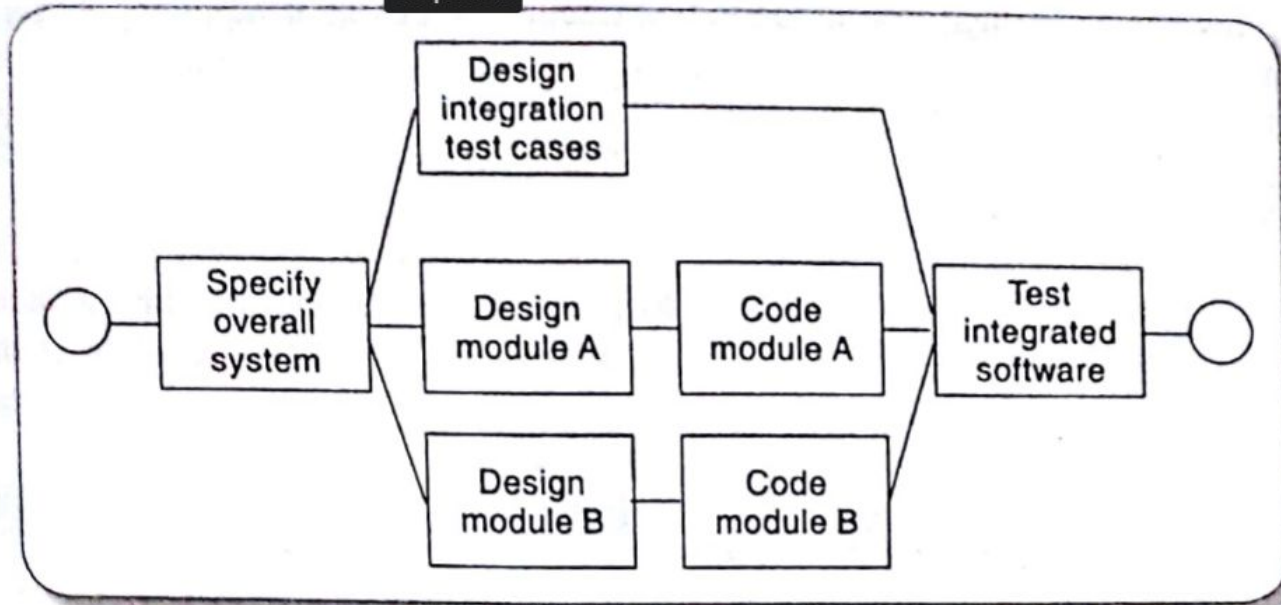 Design
integration
test cases
Specify
overall
system
Design
module A
Code
module A
Test
integrated
software
Design
module B
Code
module B